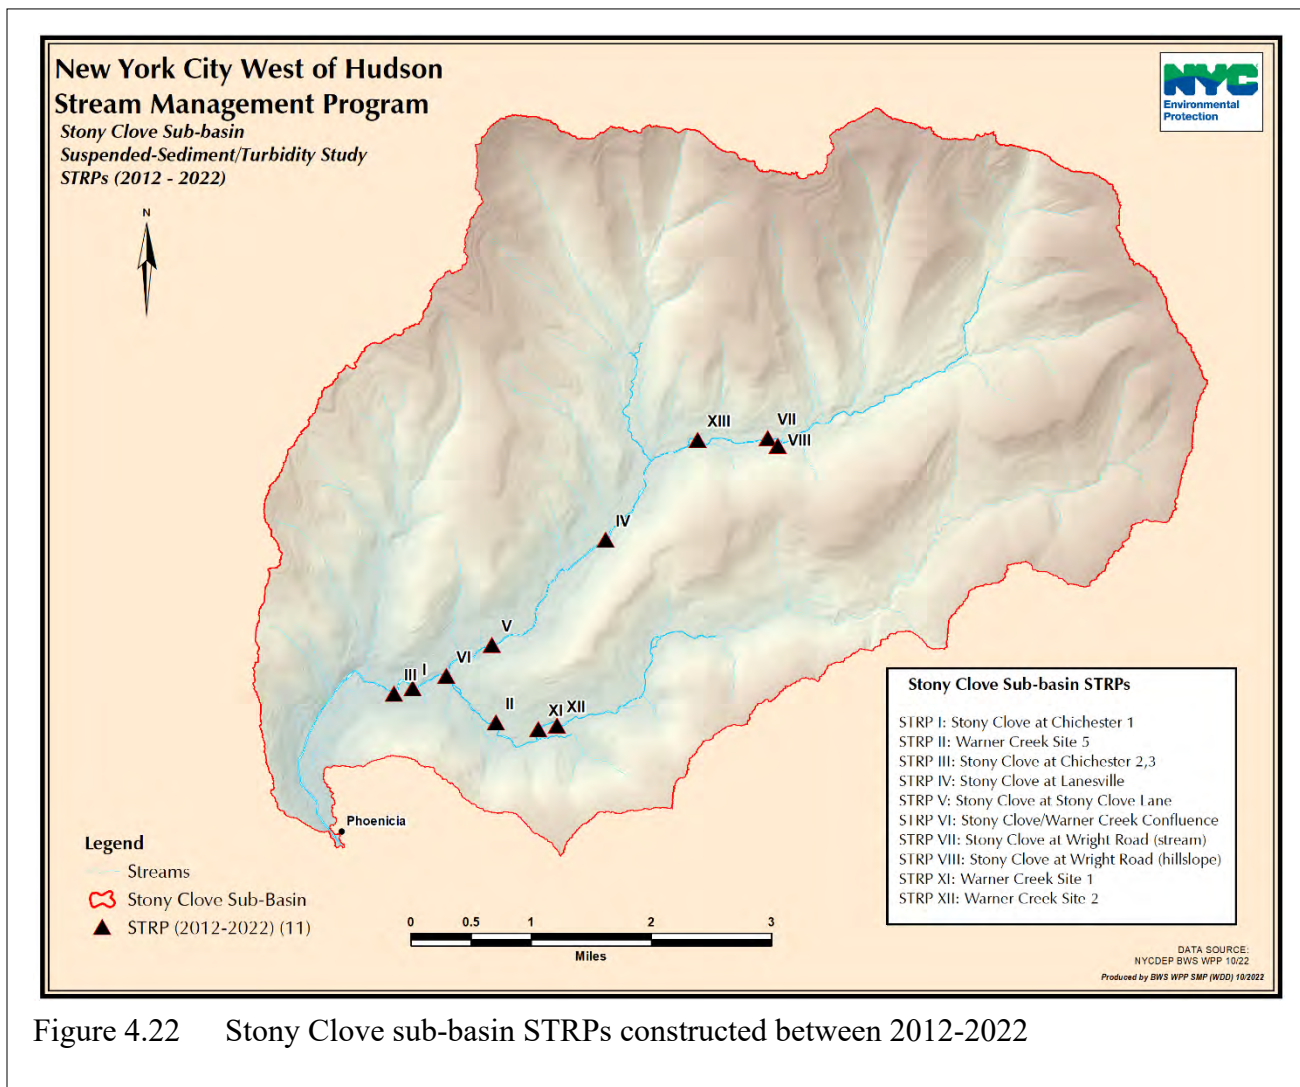 New York City West of Hudson
Stream Management Program
Stony Clove Sub-basin
Suspended-Sediment/Turbidity Study
STRPs (2012 - 2022)
NYC
Environmental
Protection
N
XIII
VII
VIII
IV
V
VI
III
I
II
XI
XII
Phoenicia
Legend
Streams
Stony Clove Sub-Basin
STRP (2012-2022) (11)
0 0.5 1 2 3
Miles
Stony Clove Sub-basin STRPs
STRP I: Stony Clove at Chichester 1
STRP II: Warner Creek Site 5
STRP III: Stony Clove at Chichester 2,3
STRP IV: Stony Clove at Lanesville
STRP V: Stony Clove at Stony Clove Lane
STRP VI: Stony Clove/Warner Creek Confluence
STRP VII: Stony Clove at Wright Road (stream)
STRP VIII: Stony Clove at Wright Road (hillslope)
STRP XI: Warner Creek Site 1
STRP XII: Warner Creek Site 2
DATA SOURCE:
NYCDEP BWS WPP 10/22
Produced by BWS WPP SMP (WDD) 10/2022
Figure 4.22 Stony Clove sub-basin STRPs constructed between 2012-2022